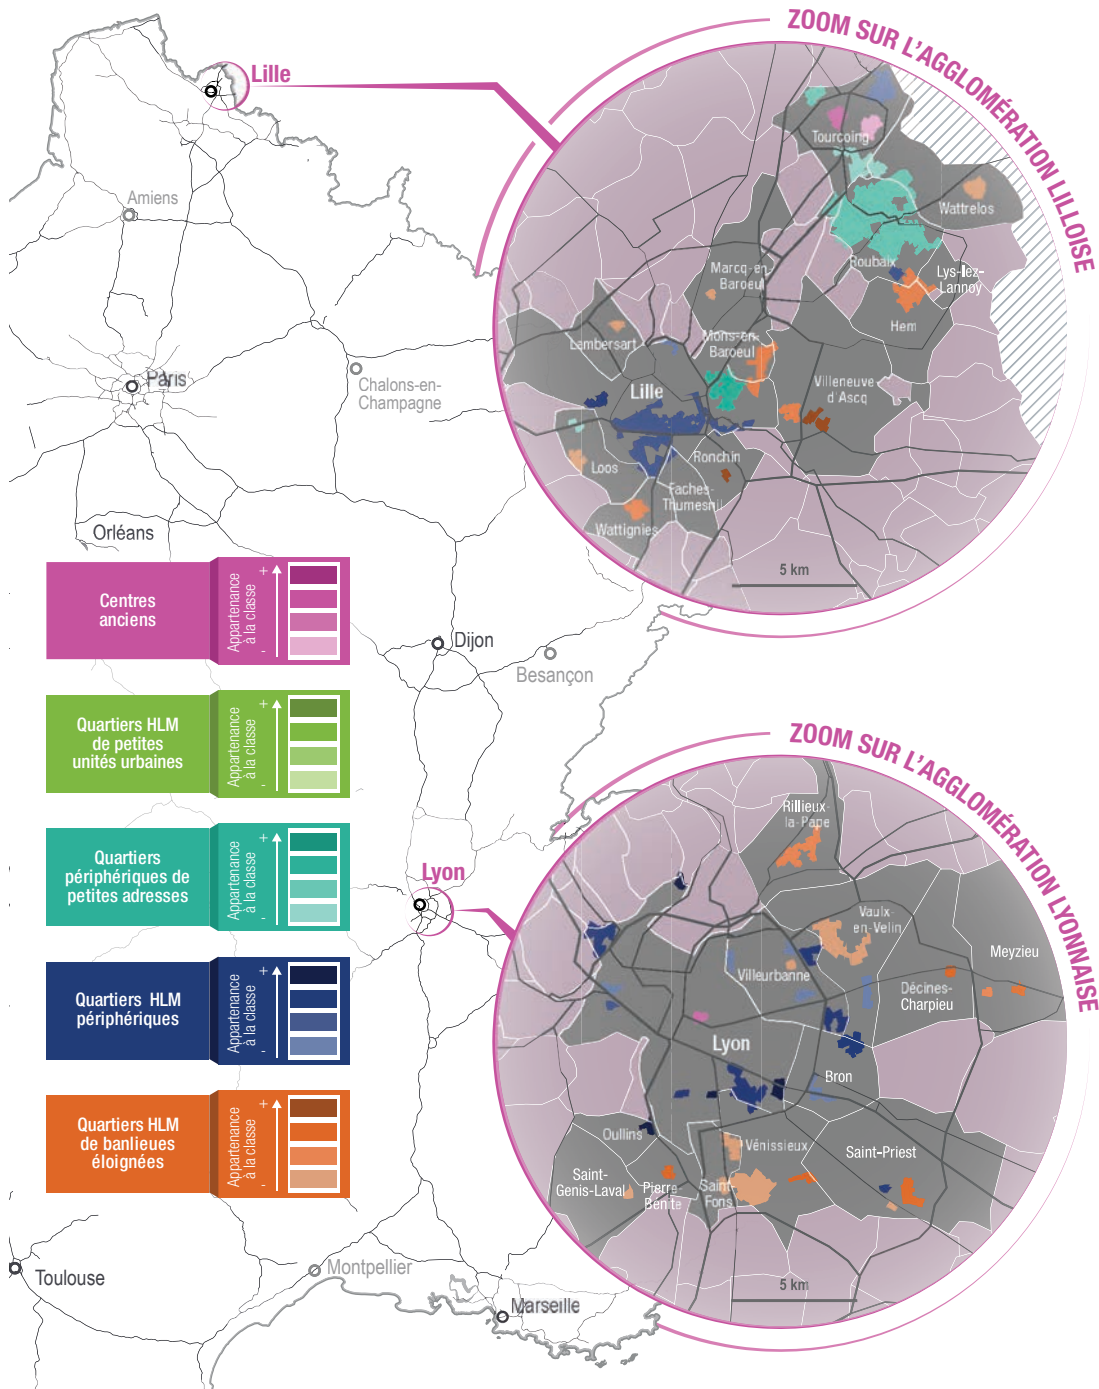 ZOOM SUR L'AGGLOMÉRATION LILLOISE
Lille
Amiens
Paris
Chalons-en-
Champagne
Orléans
Tourcoing
Wattrelos
Roubaix
Lys-lez-
Lannoy
Hem
Marcq-en-
Baroeul
Mons-en-
Baroeul
Lambersart
Lille
Villeneuve
d'Ascq
Loos
Ronchin
Faches-
Thumesnil
Wattignies
5 km
Centres
anciens
Appartenance
à la classe
+
-
Dijon
Besançon
Quartiers HLM
de petites
unités urbaines
Appartenance
à la classe
+
-
Quartiers
périphériques de
petites adresses
Appartenance
à la classe
+
-
Lyon
Quartiers HLM
périphériques
Appartenance
à la classe
+
-
Quartiers HLM
de banlieues
éloignées
Appartenance
à la classe
+
-
Toulouse
Montpellier
Marseille
ZOOM SUR L'AGGLOMÉRATION LYONNAISE
Rillieux-
la-Pape
Vaulx-
en-Velin
Meyzieu
Villeurbanne
Décines-
Charpieu
Lyon
Bron
Oullins
Vénissieux
Saint-Priest
Saint-
Genis-Laval
Pierre
Bénite
Saint-
Fons
5 km